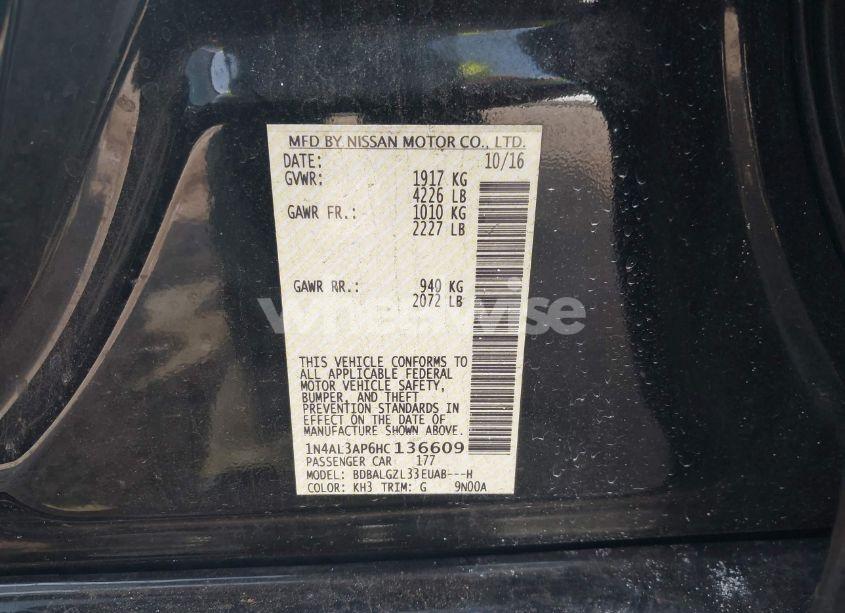 MFD BY NISSAN MOTOR CO., LTD.
DATE: 10/16
GVWR: 1917 KG
4226 LB
GAWR FR.: 1010 KG
2227 LB
GAWR RR.: 940 KG
2072 LB
wheelwise
THIS VEHICLE CONFORMS TO
ALL APPLICABLE FEDERAL
MOTOR VEHICLE SAFETY,
BUMPER, AND THEFT
PREVENTION STANDARDS IN
EFFECT ON THE DATE OF
MANUFACTURE SHOWN ABOVE.
1N4AL3AP6HC 136609
PASSENGER CAR 177
MODEL: BDBALGZL33EUAB---H
COLOR: KH3 TRIM: G 9N00A